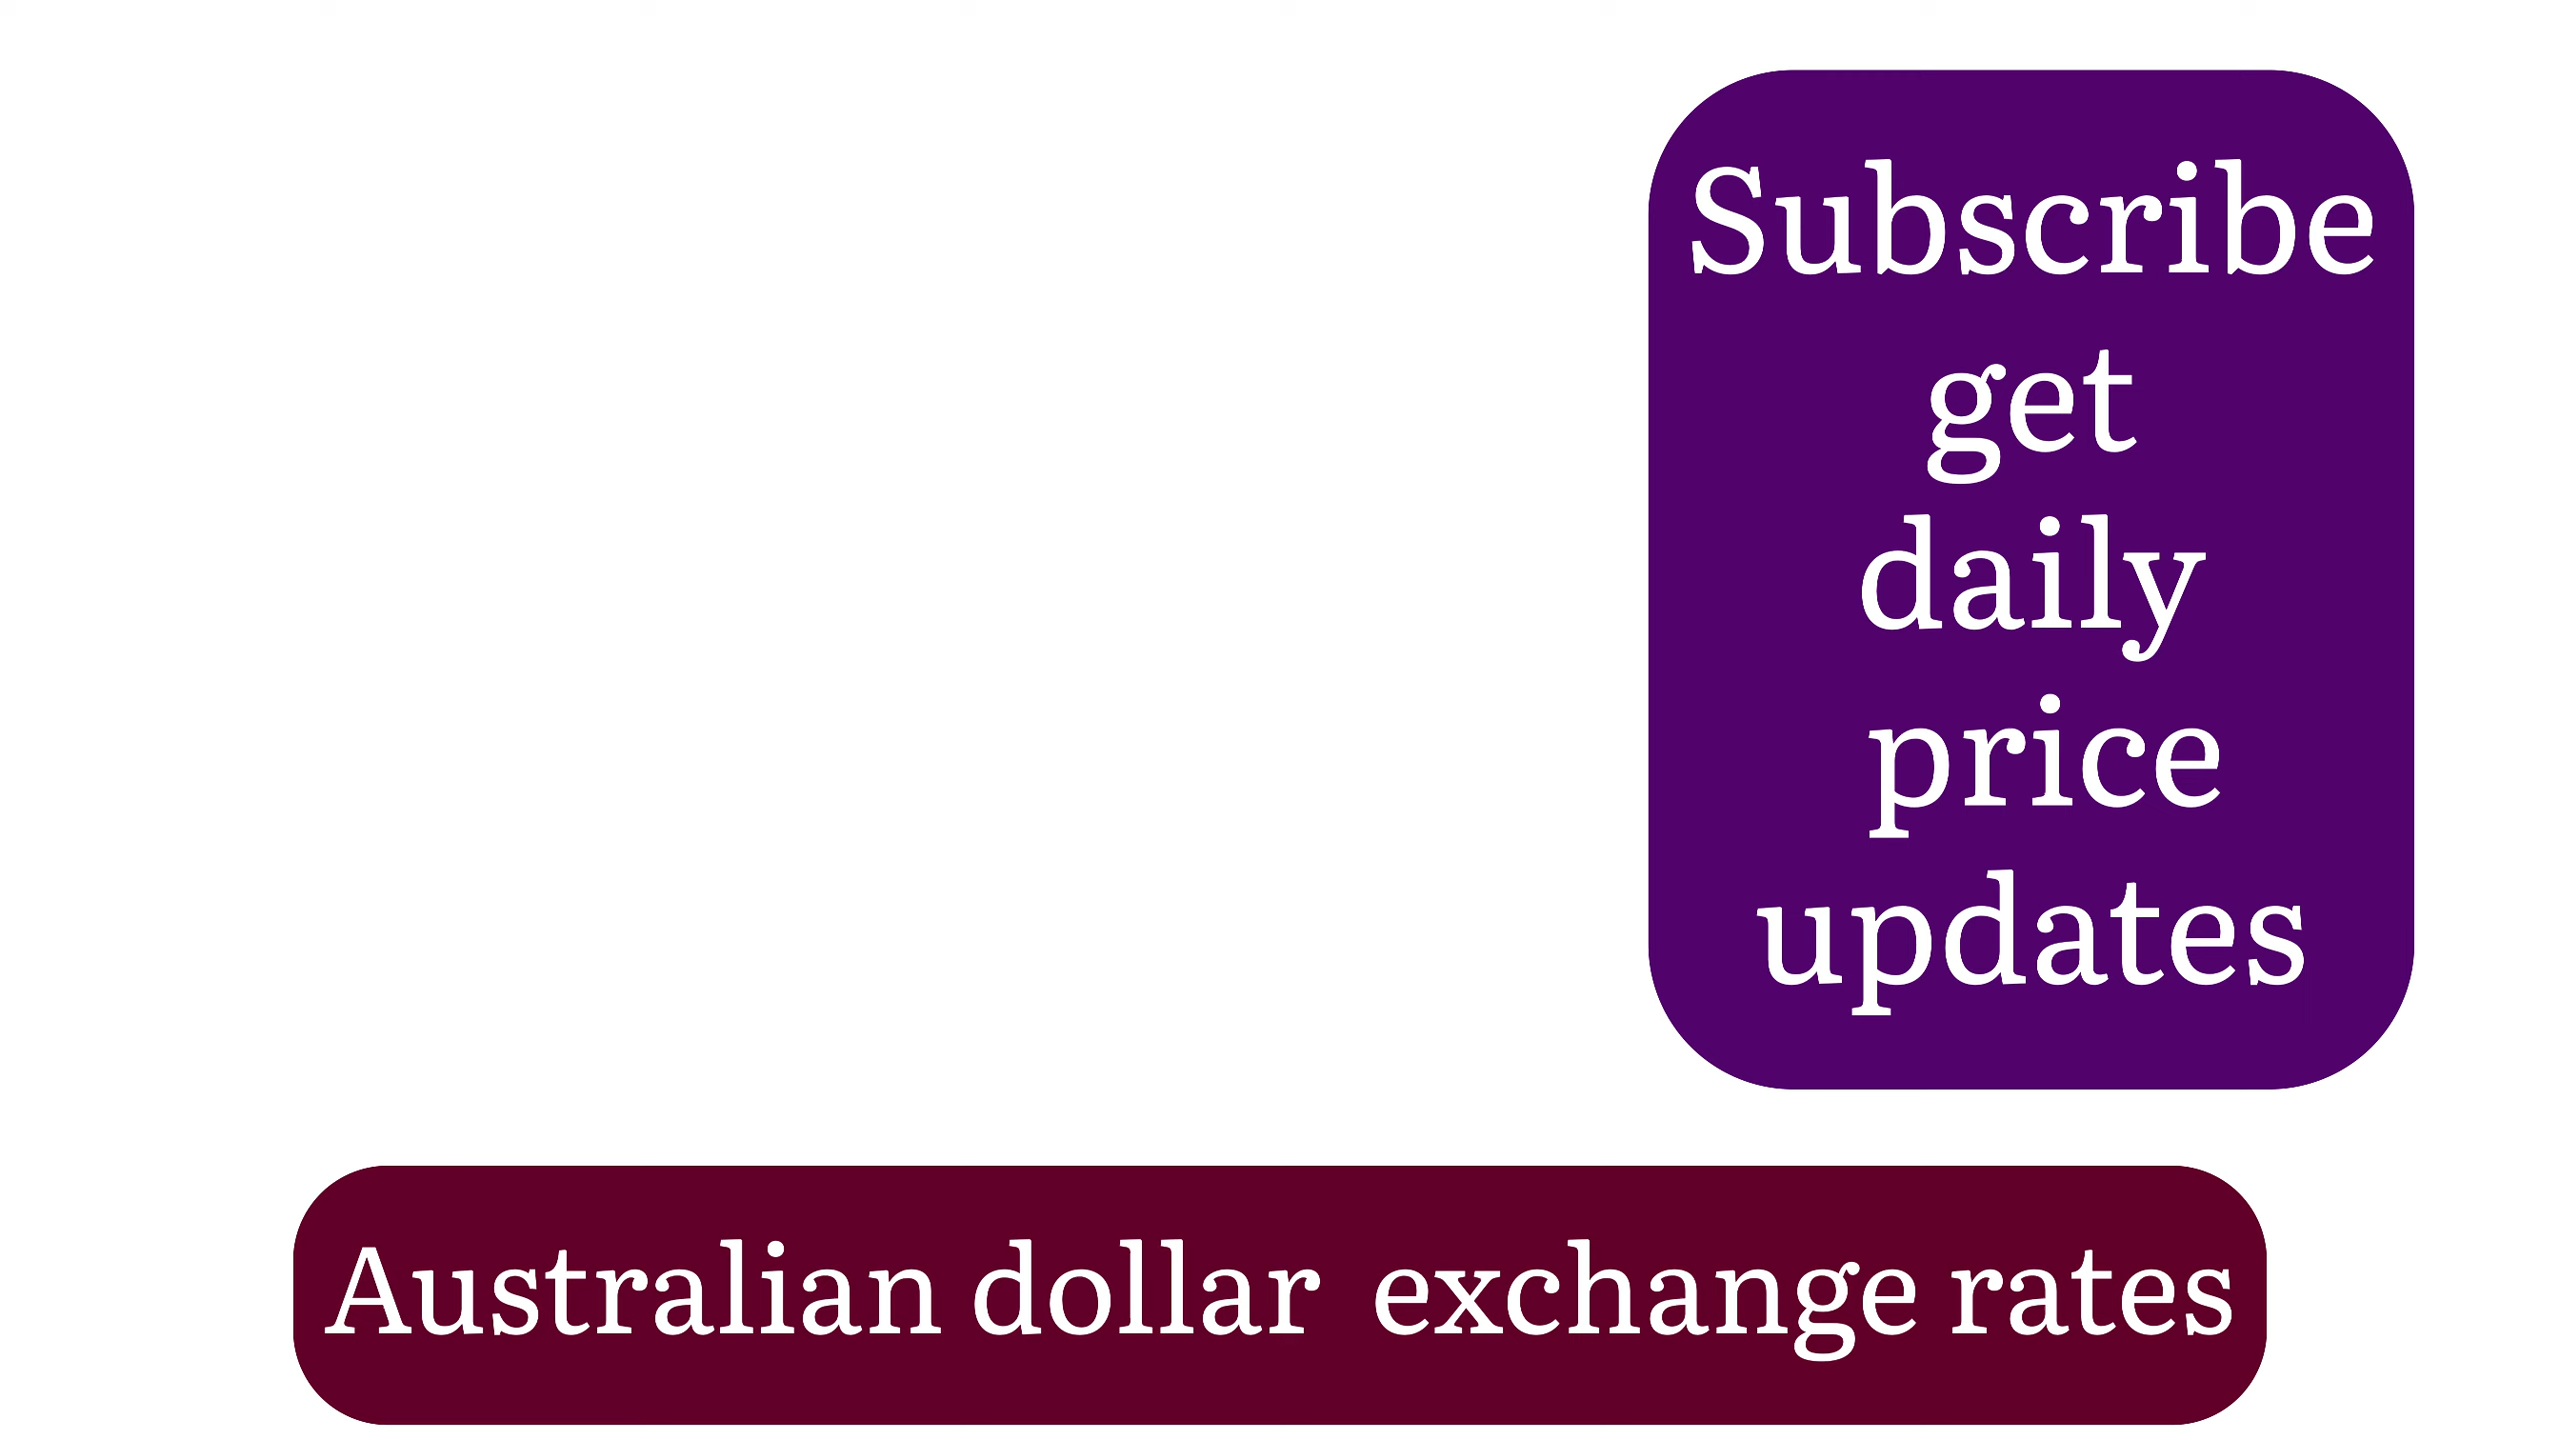 Subscribe
get
daily
price
updates
Australian dollar exchange rates